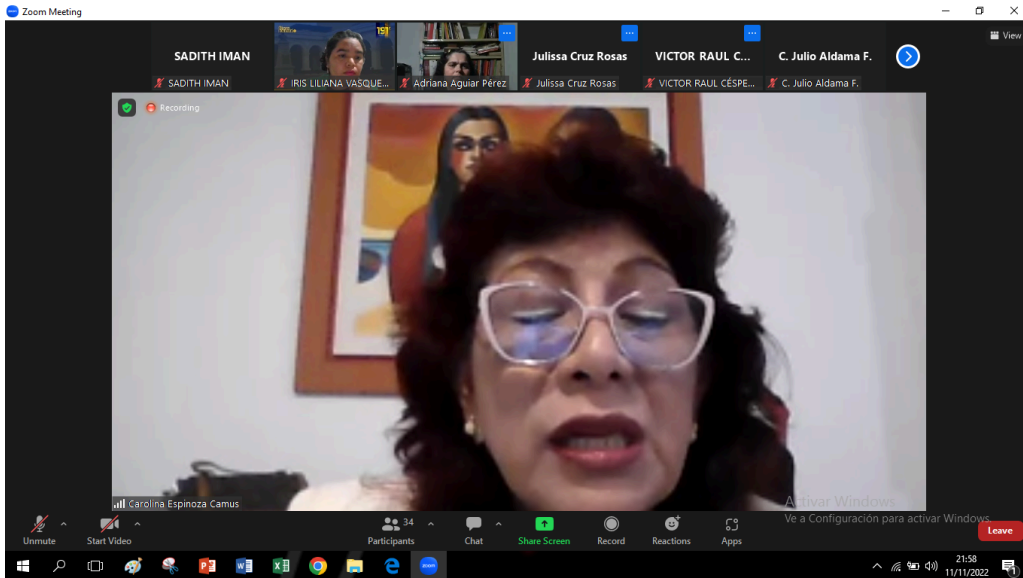 Zoom Meeting
View
SADITH IMAN
Julissa Cruz Rosas
VICTOR RAUL C...
C. Julio Aldama F.
SADITH IMAN
IRIS LILIANA VASQUE...
Adriana Aguiar Pérez
Julissa Cruz Rosas
VICTOR RAUL CÉSPE...
C. Julio Aldama F.
Recording
Carolina Espinoza Camus
Activar Windows
Ve a Configuración para activar Windows.
34
Unmute
Start Video
Participants
Chat
Share Screen
Record
Reactions
Apps
Leave
zoom
21:58
11/11/2022
1